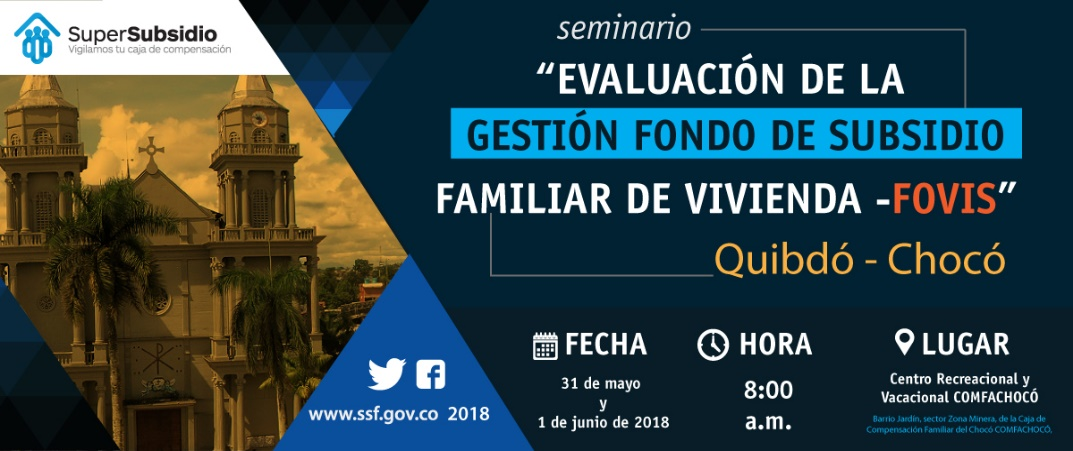 SuperSubsidio
Vigilamos tu caja de compensación
seminario
“EVALUACIÓN DE LA
GESTIÓN FONDO DE SUBSIDIO
FAMILIAR DE VIVIENDA -FOVIS”
Quibdó - Chocó
FECHA
31 de mayo
y
1 de junio de 2018
HORA
8:00
a.m.
LUGAR
Centro Recreacional y
Vacacional COMFACHOCÓ
Barrio Jardín, sector Zona Minera, de la Caja de
Compensación Familiar del Chocó COMFACHOCÓ,
www.ssf.gov.co 2018